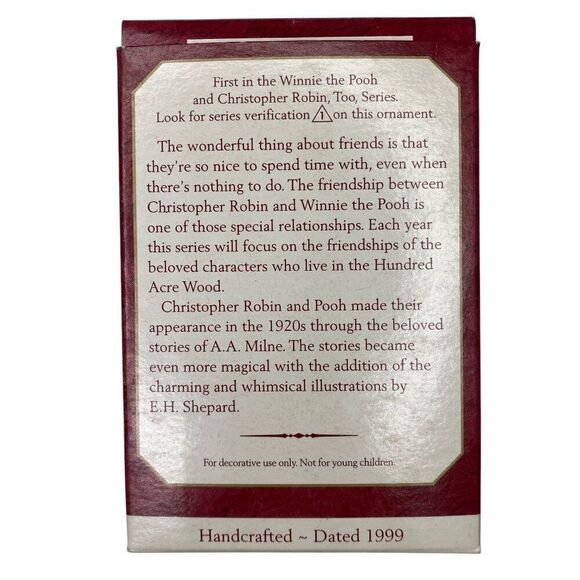 First in the Winnie the Pooh
and Christopher Robin, Too, Series.
Look for series verification 1 on this ornament.
The wonderful thing about friends is that
they're so nice to spend time with, even when
there's nothing to do. The friendship between
Christopher Robin and Winnie the Pooh is
one of those special relationships. Each year
this series will focus on the friendships of the
beloved characters who live in the Hundred
Acre Wood.
Christopher Robin and Pooh made their
appearance in the 1920s through the beloved
stories of A.A. Milne. The stories became
even more magical with the addition of the
charming and whimsical illustrations by
E.H. Shepard.
For decorative use only. Not for young children.
Handcrafted ~ Dated 1999